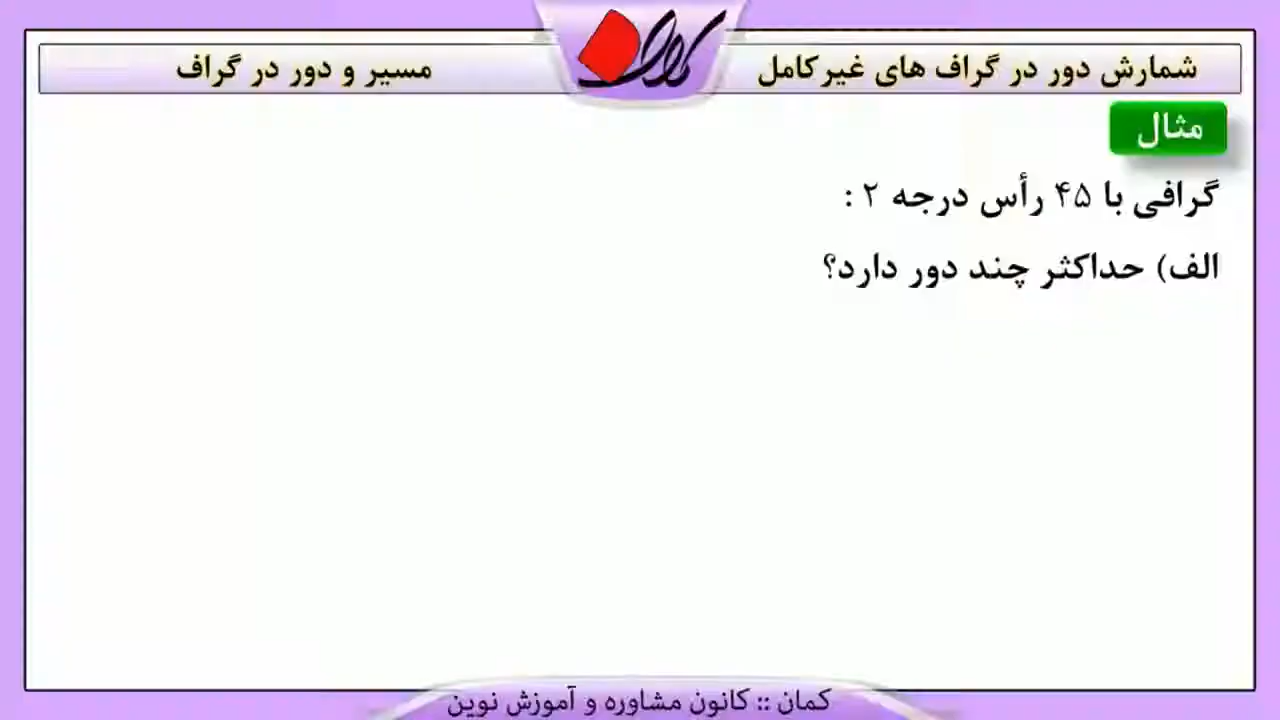 شمارش دور در گراف های غیرکامل
کمان
مسیر و دور در گراف
مثال
گرافی با ۴۵ رأس درجه ۲ :
الف) حداکثر چند دور دارد؟
کمان :: کانون مشاوره و آموزش نوین